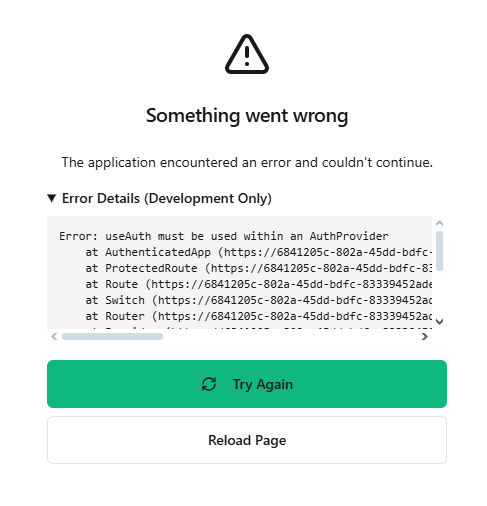 Something went wrong
The application encountered an error and couldn't continue.
▼ Error Details (Development Only)
Error: useAuth must be used within an AuthProvider
at AuthenticatedApp (https://6841205c-802a-45dd-bdfc-
at ProtectedRoute (https://6841205c-802a-45dd-bdfc-83
at Route (https://6841205c-802a-45dd-bdfc-83339452ade
at Switch (https://6841205c-802a-45dd-bdfc-83339452ad
at Router (https://6841205c-802a-45dd-bdfc-83339452ade
Try Again
Reload Page